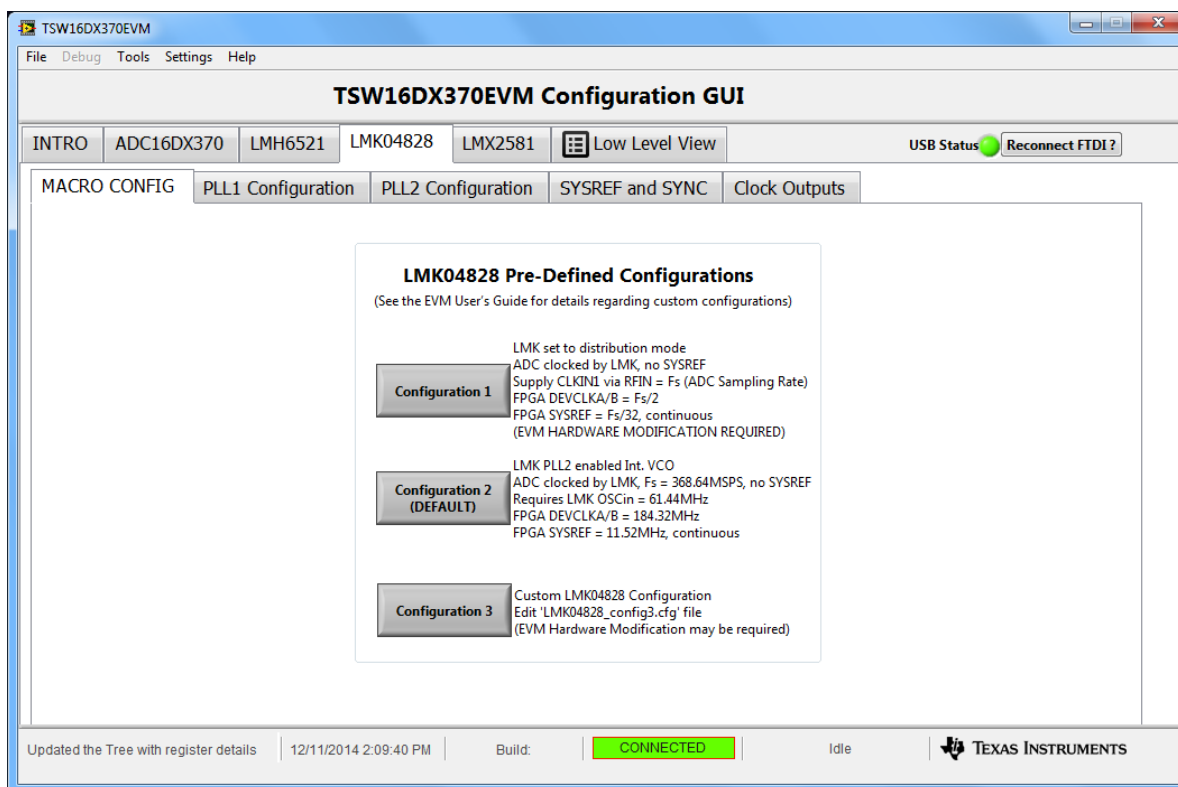 TSW16DX370EVM
File Debug Tools Settings Help
TSW16DX370EVM Configuration GUI
INTRO ADC16DX370 LMH6521 LMK04828 LMX2581 Low Level View USB Status Reconnect FTDI ?
MACRO CONFIG PLL1 Configuration PLL2 Configuration SYSREF and SYNC Clock Outputs
LMK04828 Pre-Defined Configurations
(See the EVM User's Guide for details regarding custom configurations)
Configuration 1
LMK set to distribution mode
ADC clocked by LMK, no SYSREF
Supply CLKIN1 via RFIN = Fs (ADC Sampling Rate)
FPGA DEVCLKA/B = Fs/2
FPGA SYSREF = Fs/32, continuous
(EVM HARDWARE MODIFICATION REQUIRED)
Configuration 2
(DEFAULT)
LMK PLL2 enabled Int. VCO
ADC clocked by LMK, Fs = 368.64MSPS, no SYSREF
Requires LMK OSCin = 61.44MHz
FPGA DEVCLKA/B = 184.32MHz
FPGA SYSREF = 11.52MHz, continuous
Configuration 3
Custom LMK04828 Configuration
Edit 'LMK04828_config3.cfg' file
(EVM Hardware Modification may be required)
Updated the Tree with register details 12/11/2014 2:09:40 PM Build: CONNECTED Idle TEXAS INSTRUMENTS